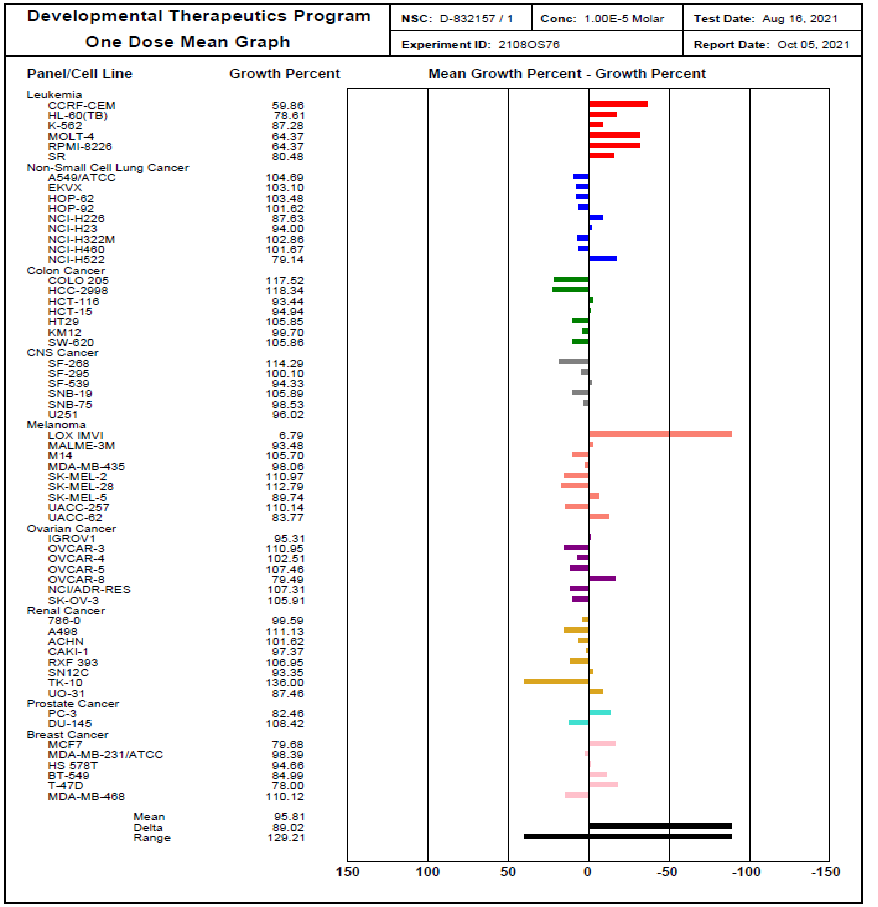 Developmental Therapeutics Program
One Dose Mean Graph
NSC: D-832157 / 1
Conc: 1.00E-5 Molar
Test Date: Aug 16, 2021
Experiment ID: 2108OS76
Report Date: Oct 05, 2021
Panel/Cell Line Growth Percent Mean Growth Percent - Growth Percent
Leukemia
CCRF-CEM 59.86
HL-60(TB) 78.61
K-562 87.28
MOLT-4 64.37
RPMI-8226 64.37
SR 80.48
Non-Small Cell Lung Cancer
A549/ATCC 104.69
EKVX 103.10
HOP-62 103.48
HOP-92 101.62
NCI-H226 87.63
NCI-H23 94.00
NCI-H322M 102.86
NCI-H460 101.67
NCI-H522 79.14
Colon Cancer
COLO 205 117.52
HCC-2998 118.34
HCT-116 93.44
HCT-15 94.94
HT29 105.85
KM12 99.70
SW-620 105.86
CNS Cancer
SF-268 114.29
SF-295 100.10
SF-539 94.33
SNB-19 105.89
SNB-75 98.53
U251 96.02
Melanoma
LOX IMVI 6.79
MALME-3M 93.48
M14 105.70
MDA-MB-435 98.06
SK-MEL-2 110.97
SK-MEL-28 112.79
SK-MEL-5 89.74
UACC-257 110.14
UACC-62 83.77
Ovarian Cancer
IGROV1 95.31
OVCAR-3 110.95
OVCAR-4 102.51
OVCAR-5 107.46
OVCAR-8 79.49
NCI/ADR-RES 107.31
SK-OV-3 105.91
Renal Cancer
786-0 99.59
A498 111.13
ACHN 101.62
CAKI-1 97.37
RXF 393 106.95
SN12C 93.35
TK-10 136.00
UO-31 87.46
Prostate Cancer
PC-3 82.46
DU-145 108.42
Breast Cancer
MCF7 79.68
MDA-MB-231/ATCC 98.39
HS 578T 94.66
BT-549 84.99
T-47D 78.00
MDA-MB-468 110.12
Mean 95.81
Delta 89.02
Range 129.21
150 100 50 0 -50 -100 -150